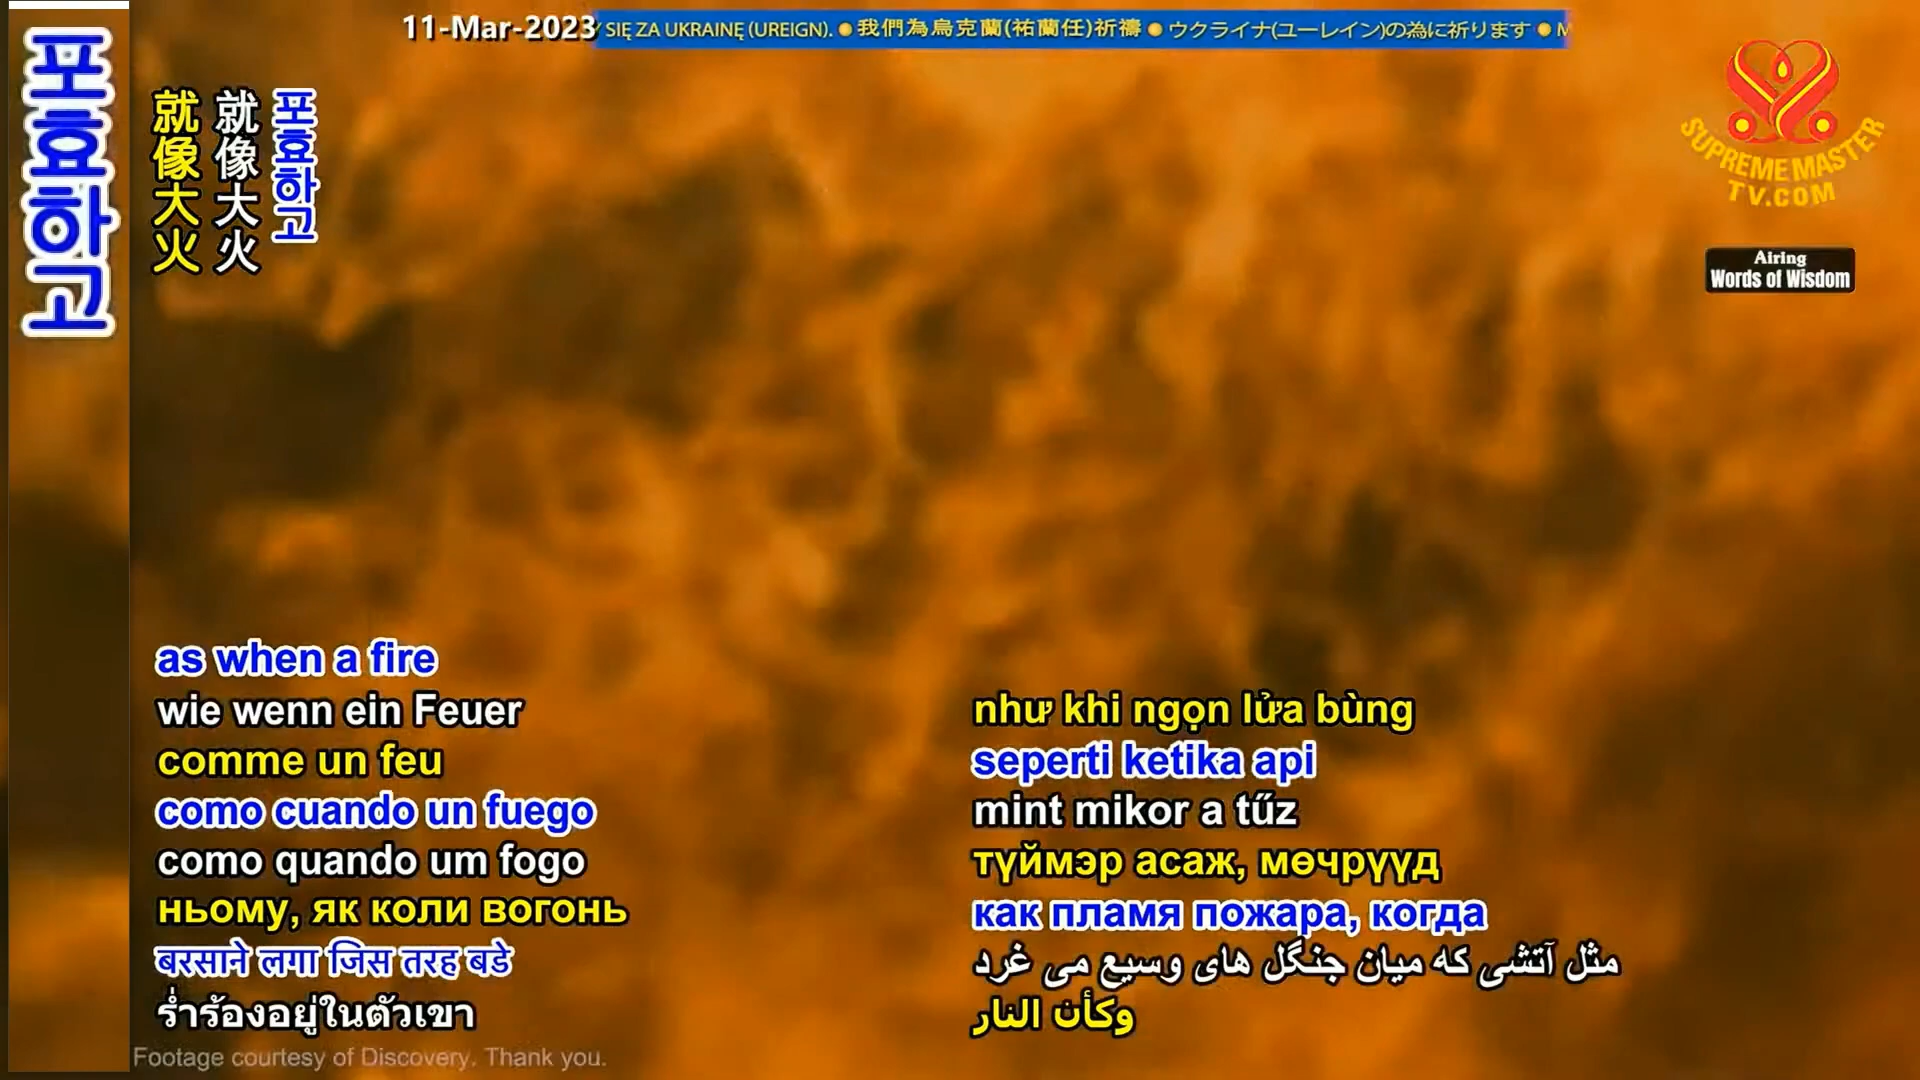 11-Mar-2023
SIĘ ZA UKRAINĘ (UREIGN). ● 我們為烏克蘭(祐蘭任)祈禱 ● ウクライナ(ユーレイン)の為に祈ります ●
포효하고
就像大火
就像大火
포효하고
SUPREME MASTER
TV.COM
Airing
Words of Wisdom
as when a fire
wie wenn ein Feuer
comme un feu
como cuando un fuego
como quando um fogo
ньому, як коли вогонь
बरसाने लगा जिस तरह बडे
ร่ำร้องอยู่ในตัวเขา
như khi ngọn lửa bùng
seperti ketika api
mint mikor a tűz
түймэр асаж, мөчрүүд
как пламя пожара, когда
مثل آتشی که میان جنگل های وسیع می غرد
وكأن النار
Footage courtesy of Discovery. Thank you.